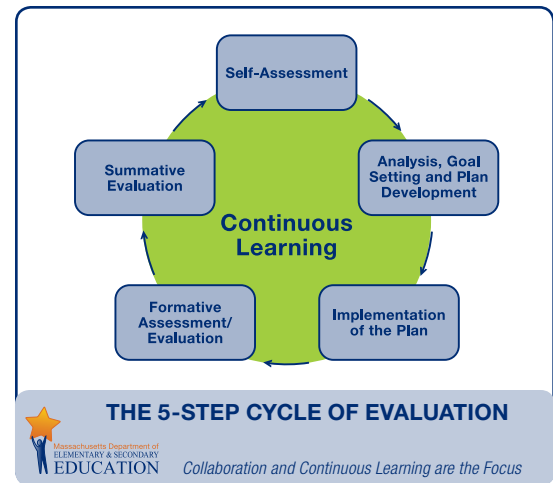 Self-Assessment
Analysis, Goal
Setting and Plan
Development
Implementation
of the Plan
Formative
Assessment/
Evaluation
Summative
Evaluation
Continuous
Learning
THE 5-STEP CYCLE OF EVALUATION
Massachusetts Department of
ELEMENTARY & SECONDARY
EDUCATION
Collaboration and Continuous Learning are the Focus